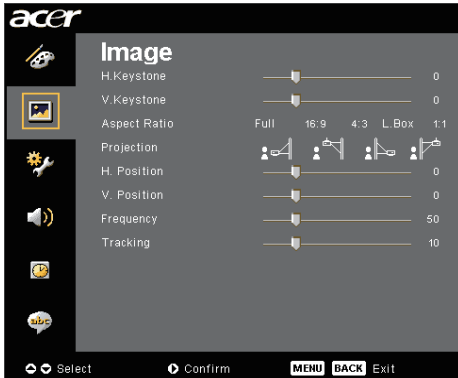 acer
Image
H.Keystone 0
V.Keystone 0
Aspect Ratio Full 16:9 4:3 L.Box 1:1
Projection
H. Position 0
V. Position 0
Frequency 50
Tracking 10
abc
Select Confirm MENU BACK Exit